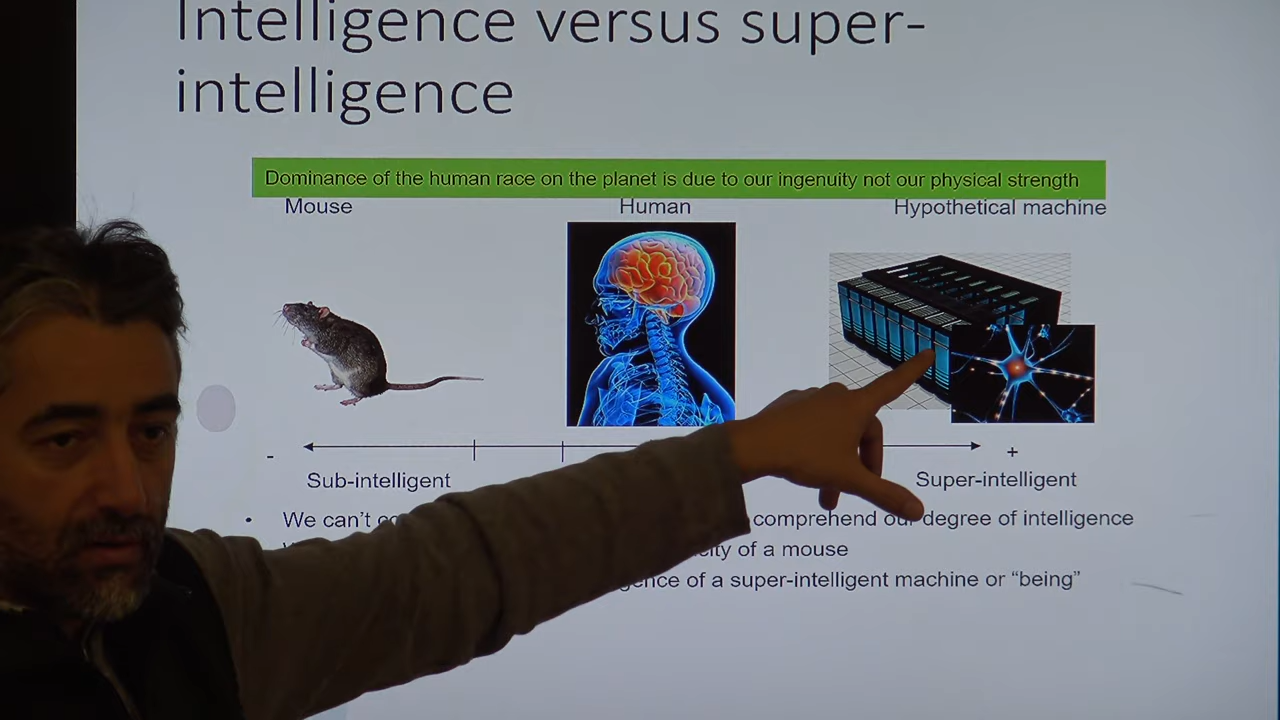 Intelligence versus super-
intelligence
Dominance of the human race on the planet is due to our ingenuity not our physical strength
Mouse
Human
Hypothetical machine
-
+
Sub-intelligent
Super-intelligent
• We can't comprehend our degree of intelligence
of a mouse
of a super-intelligent machine or “being”